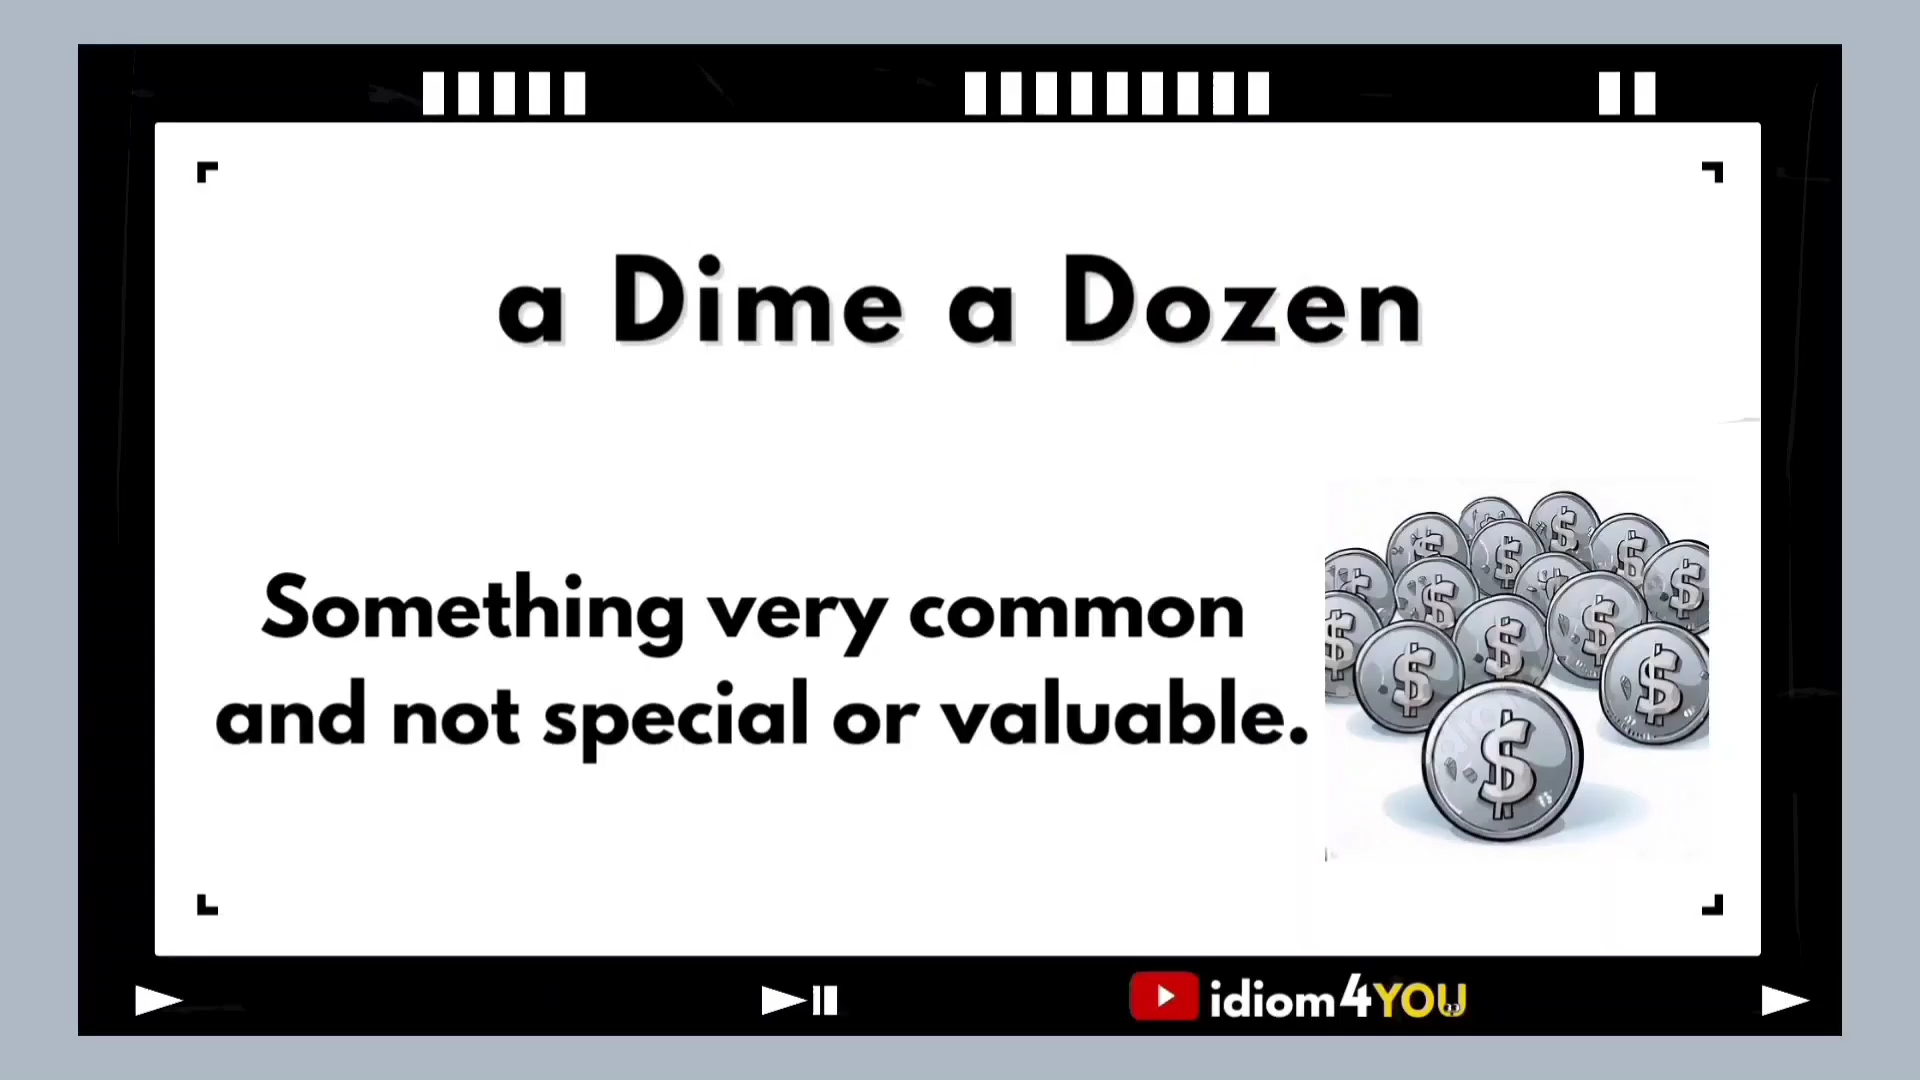 a Dime a Dozen
Something very common
and not special or valuable.
idiom4YOU